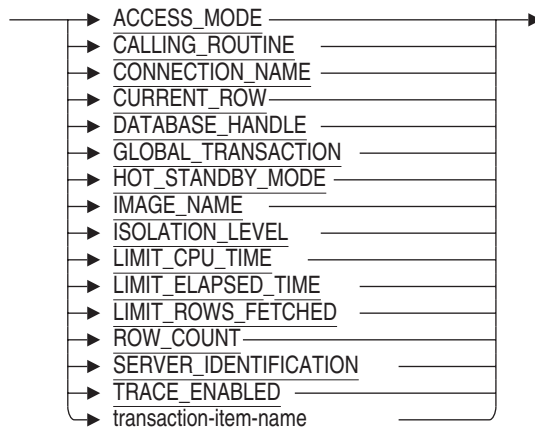 ACCESS_MODE
CALLING_ROUTINE
CONNECTION_NAME
CURRENT_ROW
DATABASE_HANDLE
GLOBAL_TRANSACTION
HOT_STANDBY_MODE
IMAGE_NAME
ISOLATION_LEVEL
LIMIT_CPU_TIME
LIMIT_ELAPSED_TIME
LIMIT_ROWS_FETCHED
ROW_COUNT
SERVER_IDENTIFICATION
TRACE_ENABLED
transaction-item-name